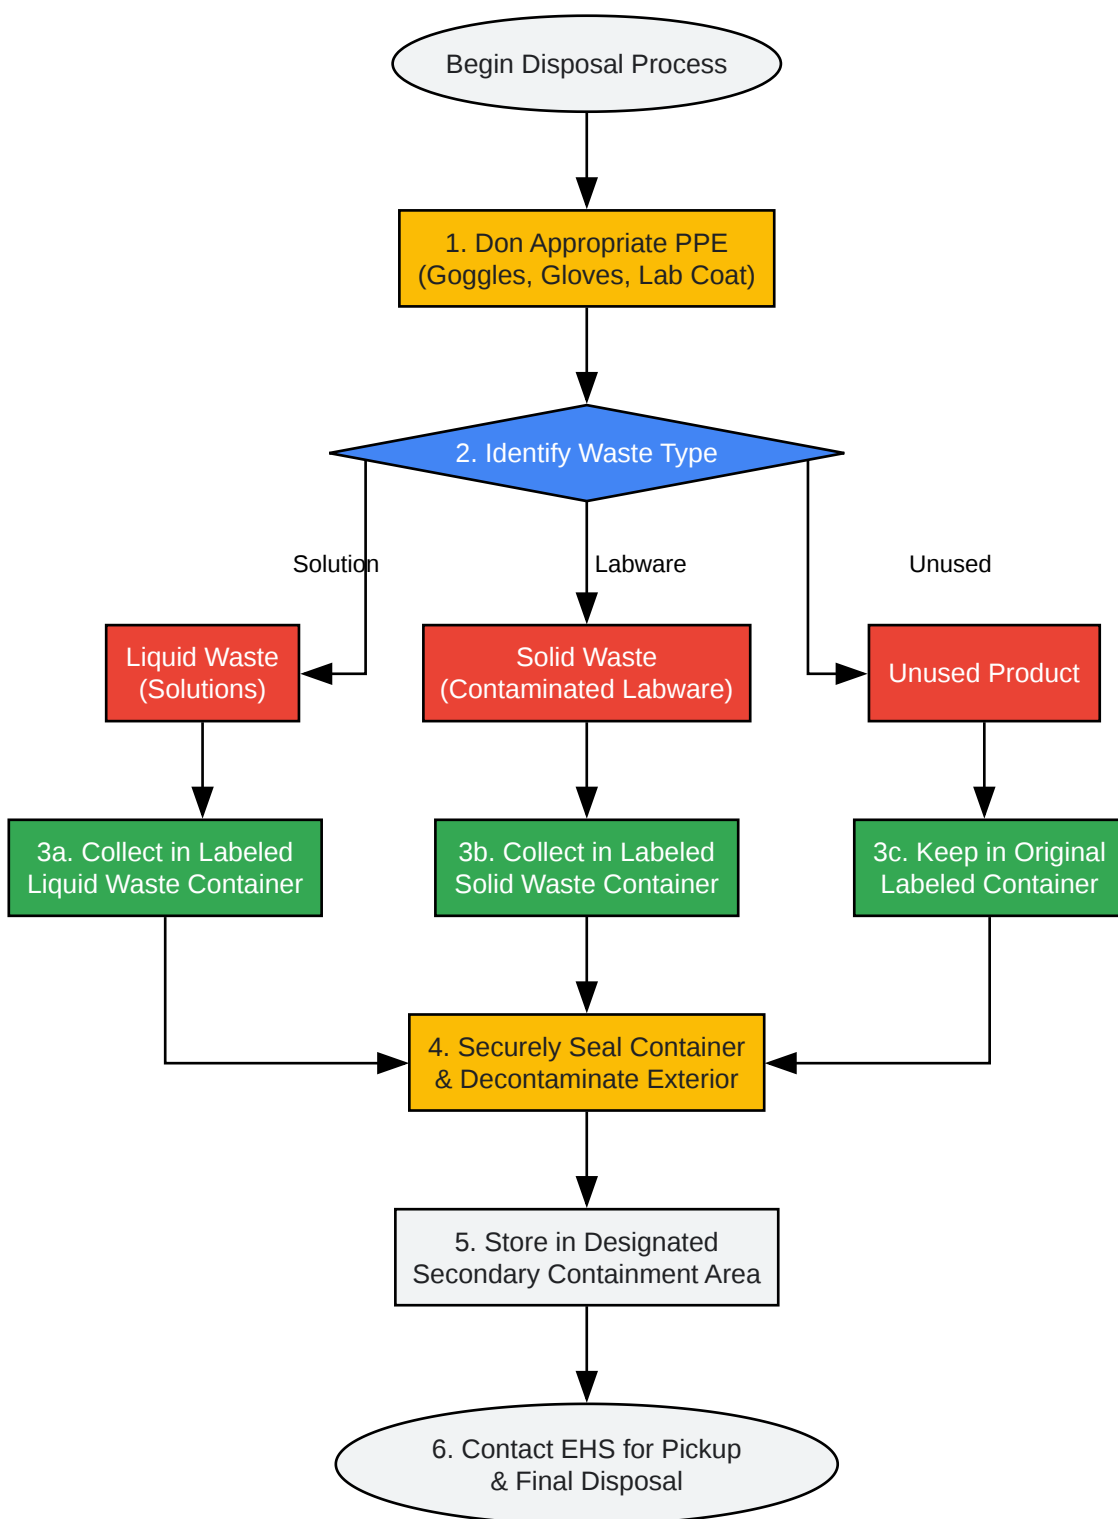 Begin Disposal Process
1. Don Appropriate PPE
(Goggles, Gloves, Lab Coat)
2. Identify Waste Type
Solution
Labware
Unused
Liquid Waste
(Solutions)
Solid Waste
(Contaminated Labware)
Unused Product
3a. Collect in Labeled
Liquid Waste Container
3b. Collect in Labeled
Solid Waste Container
3c. Keep in Original
Labeled Container
4. Securely Seal Container
& Decontaminate Exterior
5. Store in Designated
Secondary Containment Area
6. Contact EHS for Pickup
& Final Disposal